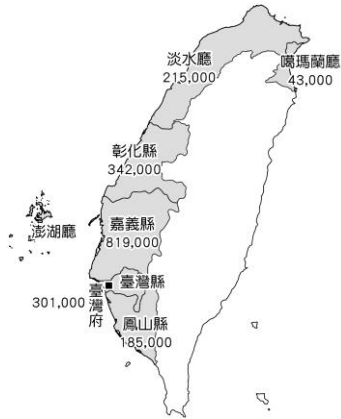 淡水廳
215,000
噶瑪蘭廳
43,000
彰化縣
342,000
澎湖廳
嘉義縣
819,000
臺灣縣
301,000
臺灣府
鳳山縣
185,000